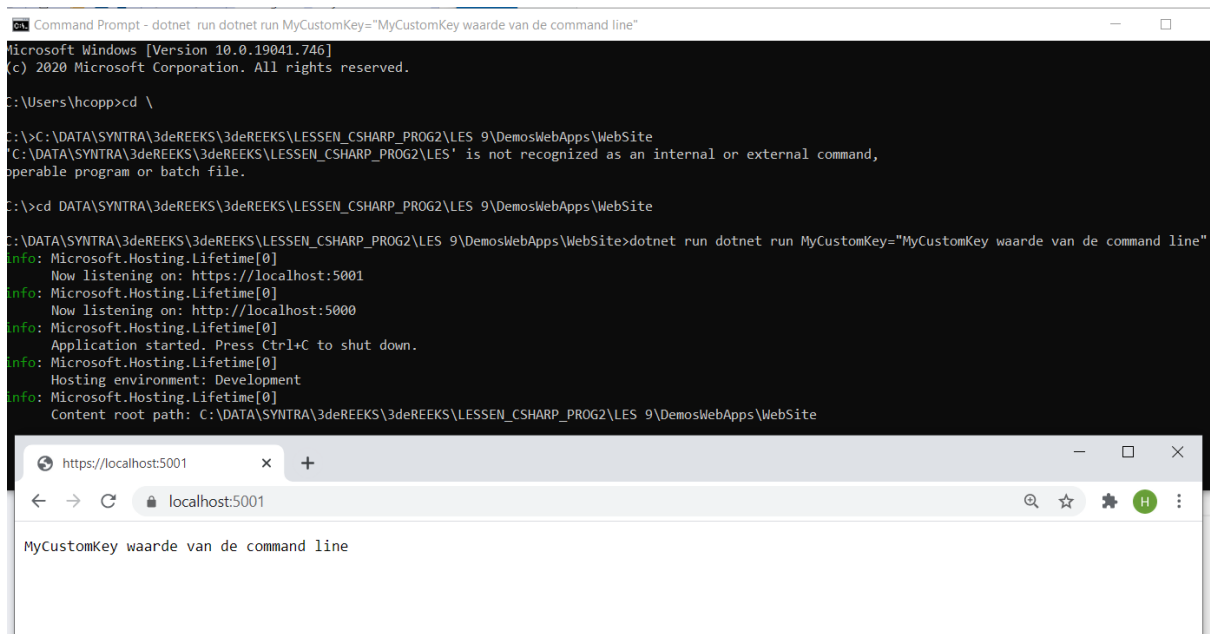 Command Prompt - dotnet  run dotnet run MyCustomKey="MyCustomKey waarde van de command line"
Microsoft Windows [Version 10.0.19041.746]
(c) 2020 Microsoft Corporation. All rights reserved.
C:\Users\hcopp>cd \
C:\>C:\DATA\SYNTRA\3deREEKS\3deREEKS\LESSEN_CSHARP_PROG2\LES 9\DemosWebApps\WebSite
'C:\DATA\SYNTRA\3deREEKS\3deREEKS\LESSEN_CSHARP_PROG2\LES' is not recognized as an internal or external command,
operable program or batch file.
C:\>cd DATA\SYNTRA\3deREEKS\3deREEKS\LESSEN_CSHARP_PROG2\LES 9\DemosWebApps\WebSite
C:\DATA\SYNTRA\3deREEKS\3deREEKS\LESSEN_CSHARP_PROG2\LES 9\DemosWebApps\WebSite>dotnet run dotnet run MyCustomKey="MyCustomKey waarde van de command line"
info: Microsoft.Hosting.Lifetime[0]
Now listening on: https://localhost:5001
info: Microsoft.Hosting.Lifetime[0]
Now listening on: http://localhost:5000
info: Microsoft.Hosting.Lifetime[0]
Application started. Press Ctrl+C to shut down.
info: Microsoft.Hosting.Lifetime[0]
Hosting environment: Development
info: Microsoft.Hosting.Lifetime[0]
Content root path: C:\DATA\SYNTRA\3deREEKS\3deREEKS\LESSEN_CSHARP_PROG2\LES 9\DemosWebApps\WebSite
https://localhost:5001
localhost:5001
H
MyCustomKey waarde van de command line